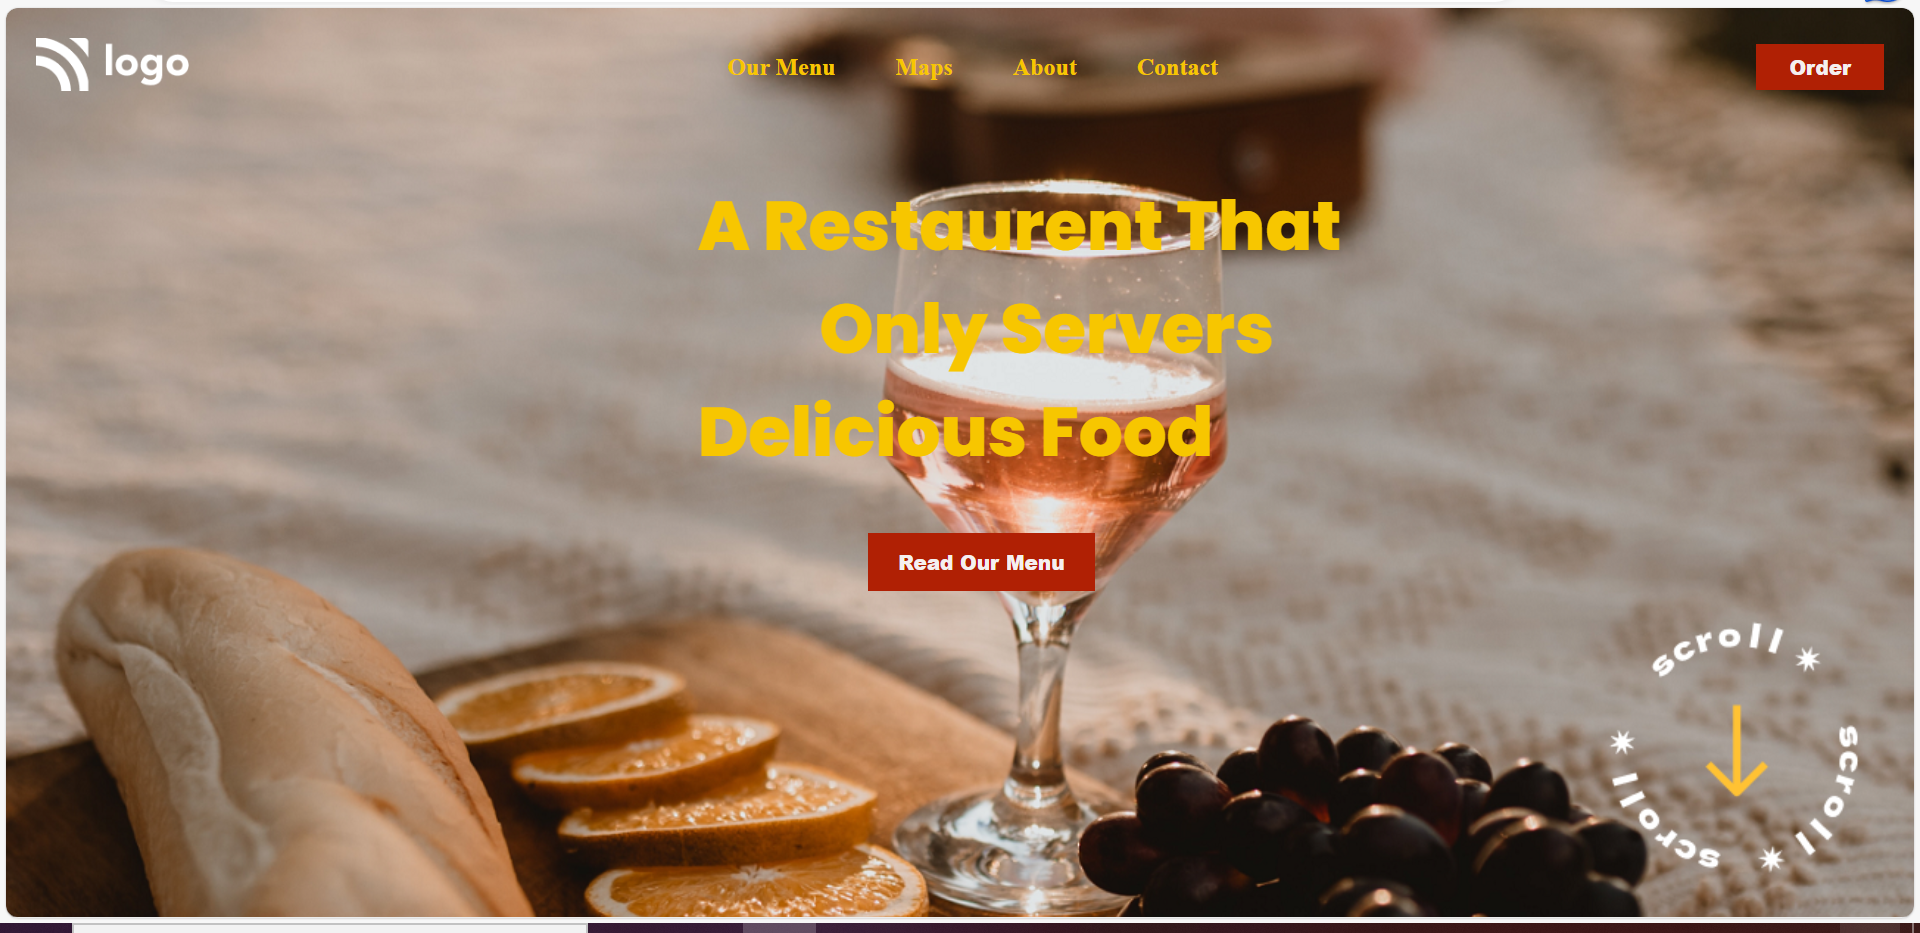 logo
Our Menu Maps About Contact
Order
A Restaurent That
Only Servers
Delicious Food
Read Our Menu
scroll
scroll
scroll